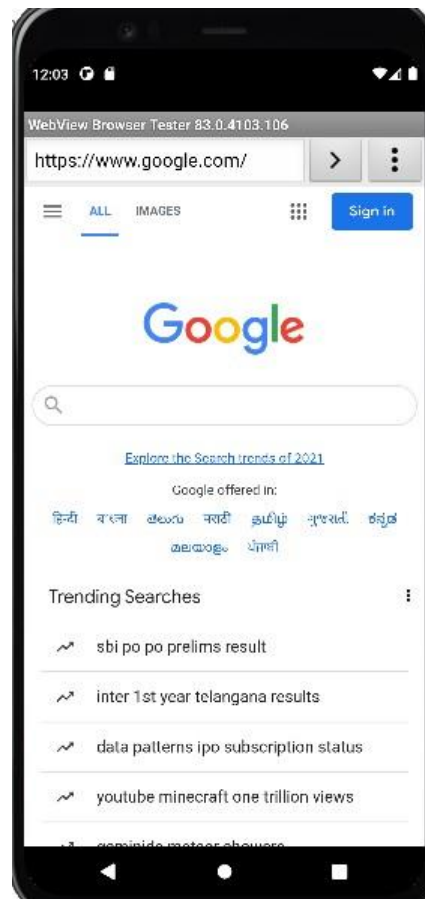 12:03
WebView Browser Tester 83.0.4103.106
https://www.google.com/
ALL IMAGES Sign in
Google
Explore the Search trends of 2021
Google offered in:
हिन्दी বাংলা తెలుగు मराठी தமிழ் ગુજરાતી ಕನ್ನಡ
മലയാളം ਪੰਜਾਬੀ
Trending Searches
sbi po po prelims result
inter 1st year telangana results
data patterns ipo subscription status
youtube minecraft one trillion views